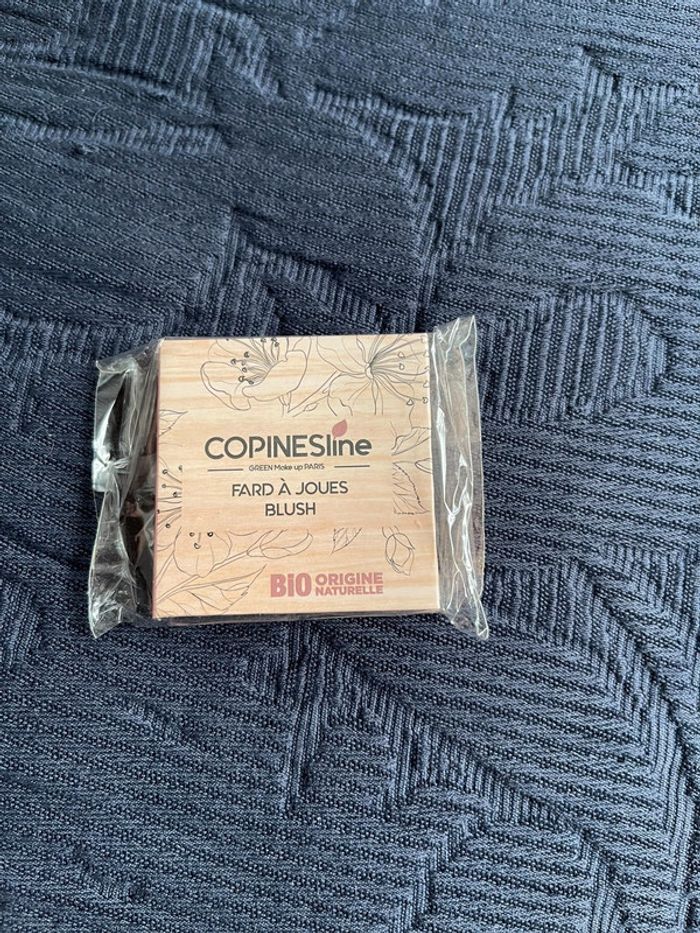 COPINESline
GREEN Make up PARIS
FARD À JOUES
BLUSH
BiO ORIGINE
NATURELLE